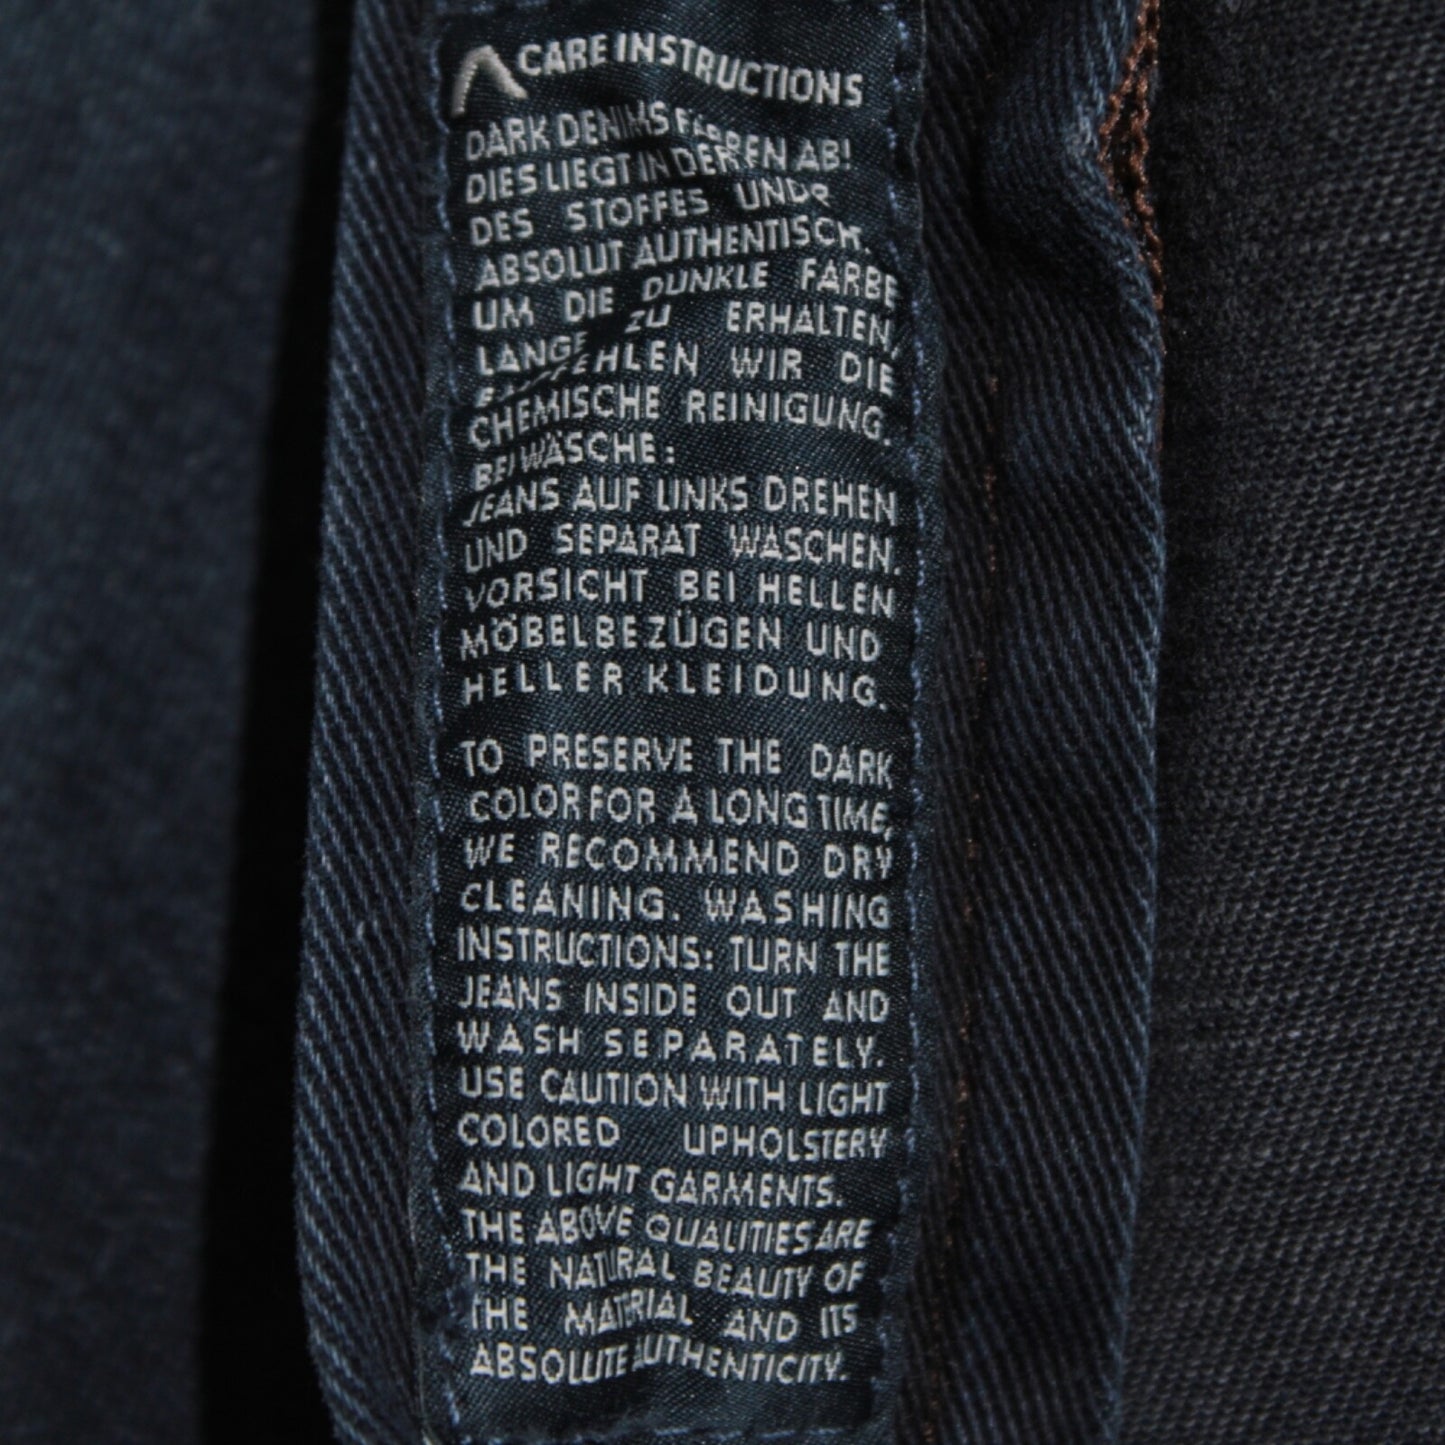 CARE INSTRUCTIONS
DARK DENIMS FÄRBEN AB!
DIES LIEGT IN DER
DES STOFFES UND
ABSOLUT AUTHENTISCH.
UM DIE DUNKLE FARBE
LANGE ZU ERHALTEN,
EMPFEHLEN WIR DIE
CHEMISCHE REINIGUNG.
BEI WÄSCHE:
JEANS AUF LINKS DREHEN
UND SEPARAT WASCHEN.
VORSICHT BEI HELLEN
MÖBELBEZÜGEN UND
HELLER KLEIDUNG.
TO PRESERVE THE DARK
COLOR FOR A LONG TIME,
WE RECOMMEND DRY
CLEANING. WASHING
INSTRUCTIONS: TURN THE
JEANS INSIDE OUT AND
WASH SEPARATELY.
USE CAUTION WITH LIGHT
COLORED UPHOLSTERY
AND LIGHT GARMENTS.
THE ABOVE QUALITIES ARE
THE NATURAL BEAUTY OF
THE MATERIAL AND ITS
ABSOLUTE AUTHENTICITY.